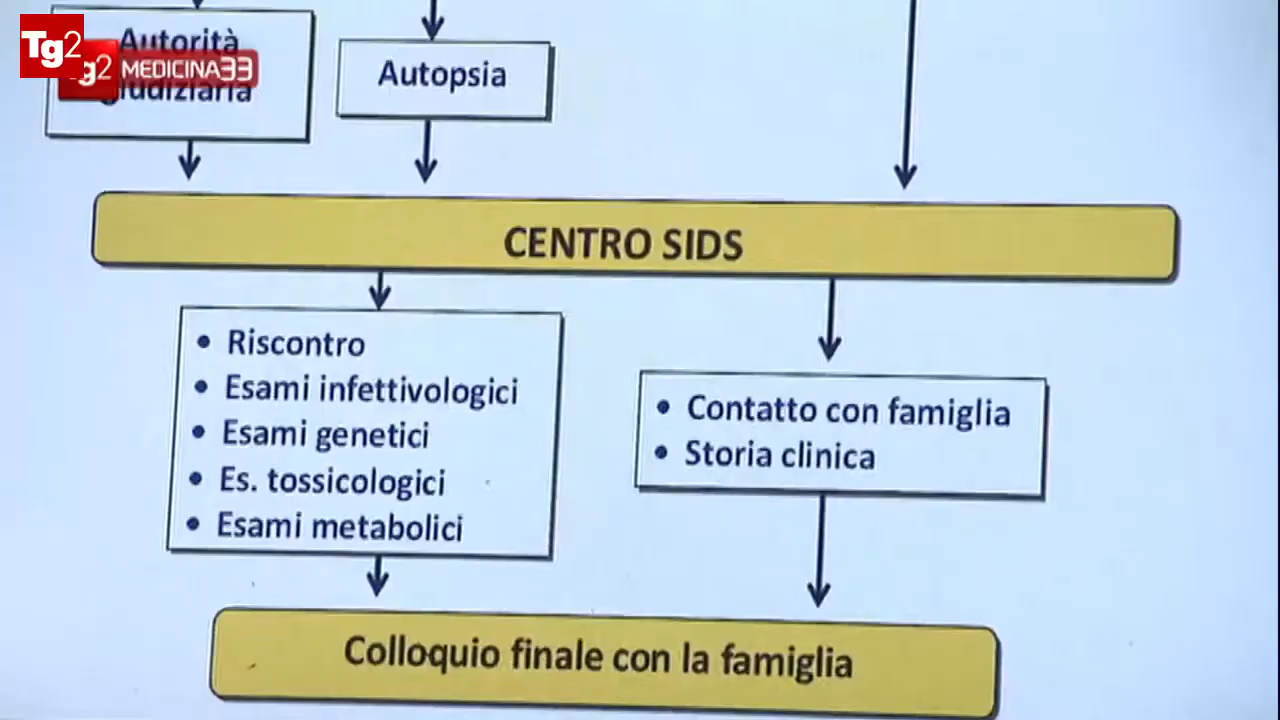 Tg2
Tg2 MEDICINA33
Autorità
giudiziaria
Autopsia
CENTRO SIDS
• Riscontro
• Esami infettivologici
• Esami genetici
• Es. tossicologici
• Esami metabolici
• Contatto con famiglia
• Storia clinica
Colloquio finale con la famiglia